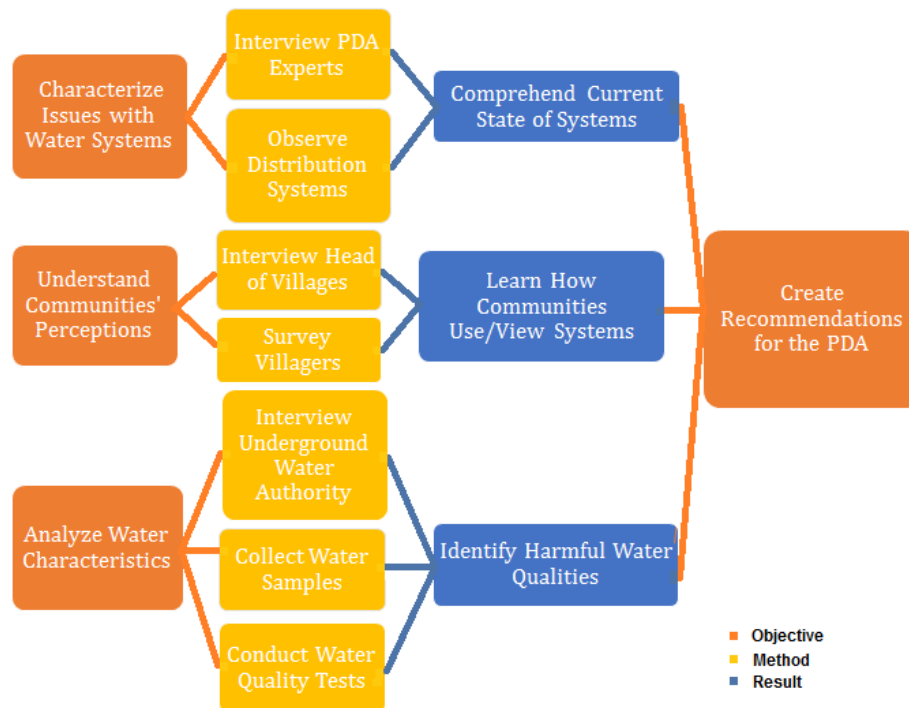 Characterize
Issues with
Water Systems
Interview PDA
Experts
Observe
Distribution
Systems
Comprehend Current
State of Systems
Understand
Communities'
Perceptions
Interview Head
of Villages
Survey
Villagers
Learn How
Communities
Use/View Systems
Create
Recommendations
for the PDA
Analyze Water
Characteristics
Interview
Underground
Water
Authority
Collect Water
Samples
Conduct Water
Quality Tests
Identify Harmful Water
Qualities
Objective
Method
Result